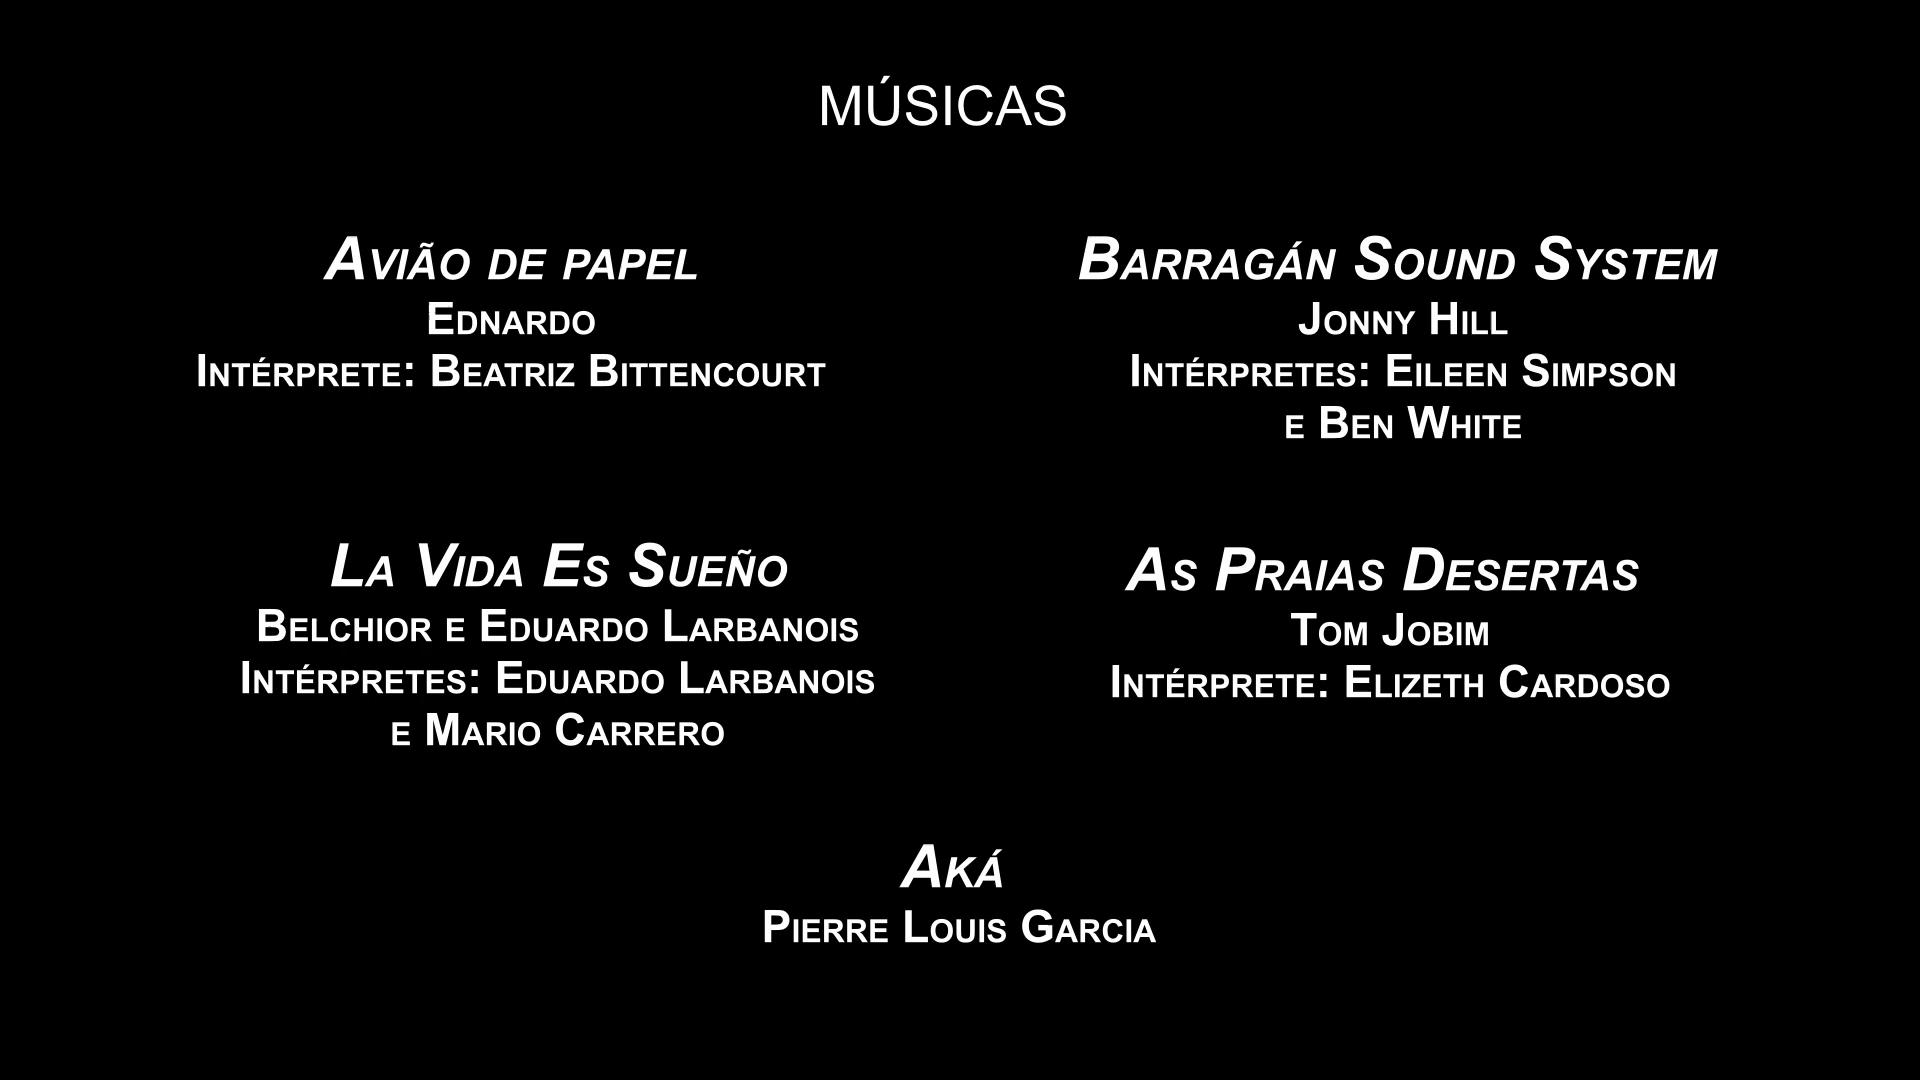 MÚSICAS
Avião de papel
Ednardo
Intérprete: Beatriz Bittencourt
Barragán Sound System
Jonny Hill
Intérpretes: Eileen Simpson
e Ben White
La Vida Es Sueño
Belchior e Eduardo Larbanois
Intérpretes: Eduardo Larbanois
e Mario Carrero
As Praias Desertas
Tom Jobim
Intérprete: Elizeth Cardoso
Aká
Pierre Louis Garcia